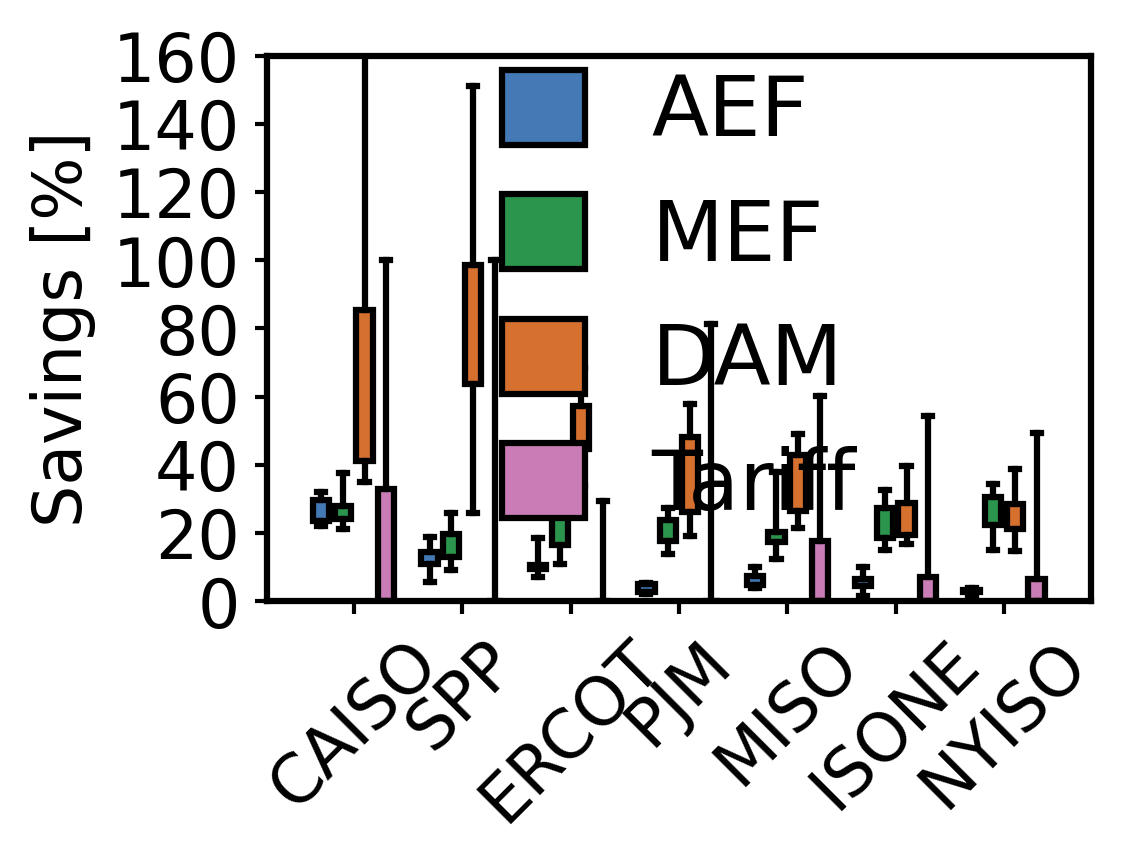 Savings [%]
160
140
120
100
80
60
40
20
0
AEF
MEF
DAM
Tariff
CAISO
SPP
ERCOT
PJM
MISO
ISONE
NYISO